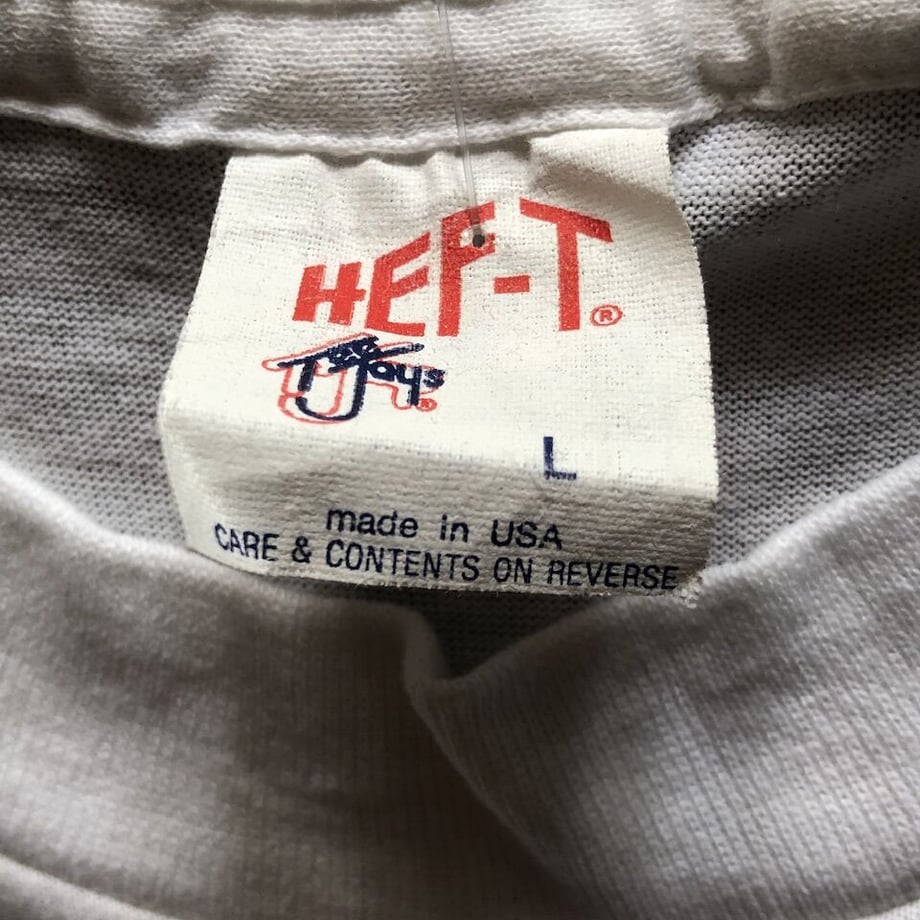 HEF-T®
Tee Jays®
L
made in USA
CARE & CONTENTS ON REVERSE